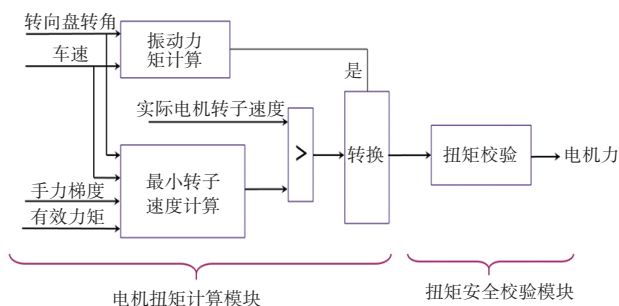 转向盘转角
车速
振动力
矩计算
是
实际电机转子速度
>
转换
扭矩校验
电机力
最小转子
速度计算
手力梯度
有效力矩
电机扭矩计算模块
扭矩安全校验模块